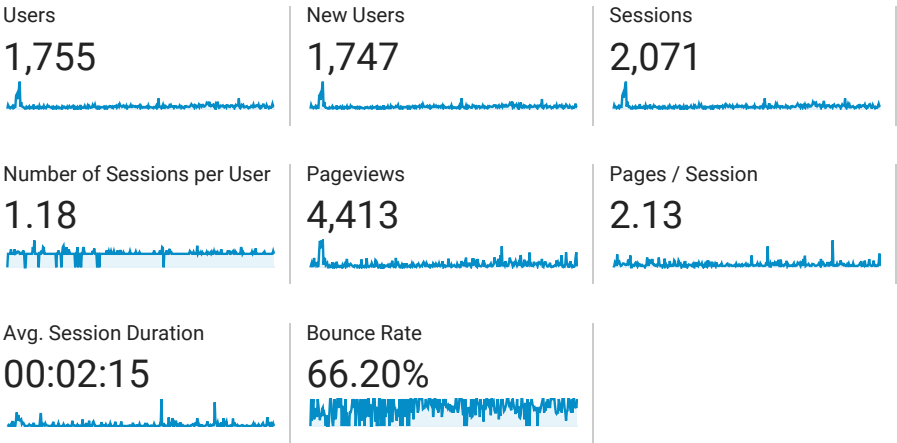 Users
New Users
Sessions
1,755
1,747
2,071
Number of Sessions per User
Pageviews
Pages / Session
1.18
4,413
2.13
Avg. Session Duration
Bounce Rate
00:02:15
66.20%